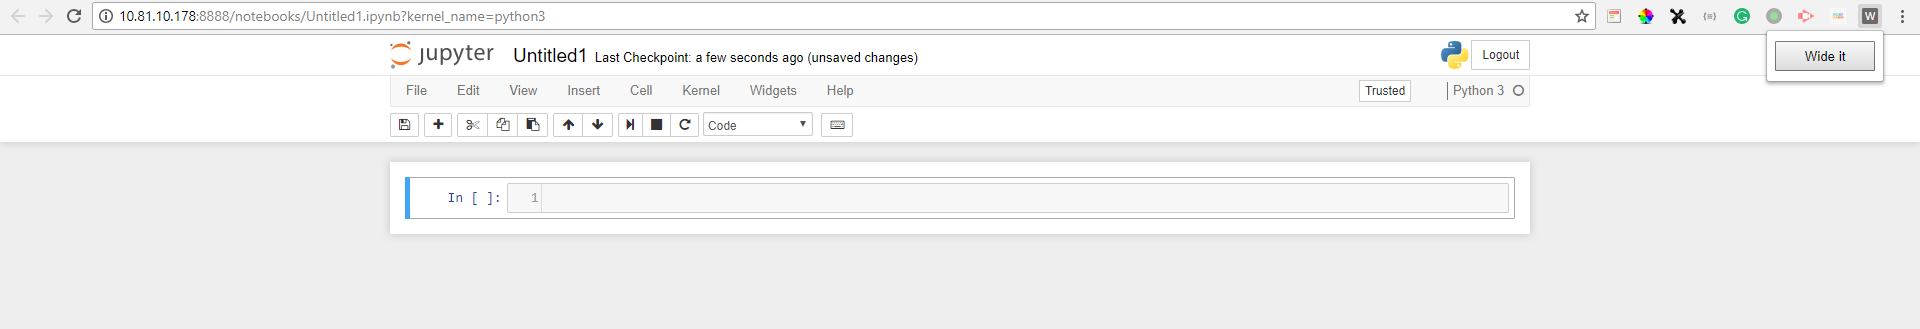 10.81.10.178:8888/notebooks/Untitled1.ipynb?kernel_name=python3
W
Wide it
jupyter Untitled1 Last Checkpoint: a few seconds ago (unsaved changes) Logout
File Edit View Insert Cell Kernel Widgets Help Trusted Python 3
Code
In [ ]: 1